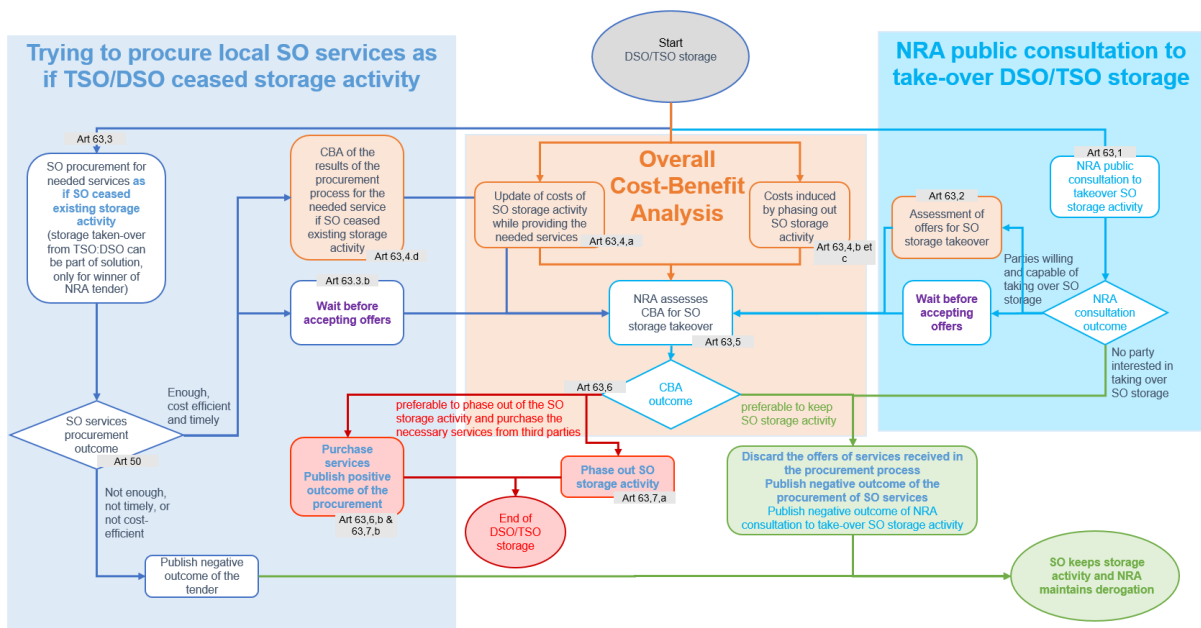 Start
DSO/TSO storage
Trying to procure local SO services as
if TSO/DSO ceased storage activity
NRA public consultation to
take-over DSO/TSO storage
Art 63,3
SO procurement for
needed services as
if SO ceased
existing storage
activity
(storage taken-over
from TSO:DSO can
be part of solution,
only for winner of
NRA tender)
CBA of the
results of the
procurement
process for the
needed service
if SO ceased
existing storage
activity
Art 63,4.d
Overall
Cost-Benefit
Analysis
Update of costs of
SO storage activity
while providing the
needed services
Art 63,4,a
Costs induced
by phasing out
SO storage
activity
Art 63,4,b et
c
Art 63,1
NRA public
consultation to
takeover SO
storage activity
Art 63,2
Assessment of
offers for SO
storage takeover
Parties willing
and capable of
taking over SO
storage
Art 63.3.b
Wait before
accepting offers
NRA assesses
CBA for SO
storage takeover
Art 63,5
Wait before
accepting
offers
NRA
consultation
outcome
No party
interested in
taking over
SO storage
Enough,
cost efficient
and timely
SO services
procurement
outcome
Art 50
Art 63,6
CBA
outcome
preferable to phase out of the SO
storage activity and purchase the
necessary services from third parties
preferable to keep
SO storage activity
Purchase
services
Publish positive
outcome of the
procurement
Art 63,6,b &
63,7,b
Phase out SO
storage activity
Art 63,7,a
Discard the offers of services received
in the procurement process
Publish negative outcome of the
procurement of SO services
Publish negative outcome of NRA
consultation to take-over SO storage activity
Not enough,
not timely, or
not cost-
efficient
End of
DSO/TSO
storage
Publish negative
outcome of the
tender
SO keeps storage
activity and NRA
maintains derogation